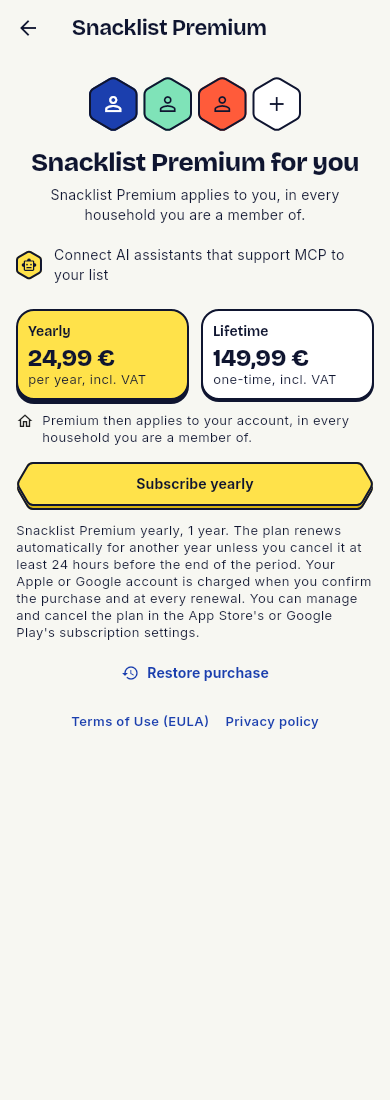 Snacklist Premium
Snacklist Premium for you
Snacklist Premium applies to you, in every
household you are a member of.
Connect AI assistants that support MCP to
your list
Yearly
24,99 €
per year, incl. VAT
Lifetime
149,99 €
one-time, incl. VAT
Premium then applies to your account, in every
household you are a member of.
Subscribe yearly
Snacklist Premium yearly, 1 year. The plan renews
automatically for another year unless you cancel it at
least 24 hours before the end of the period. Your
Apple or Google account is charged when you confirm
the purchase and at every renewal. You can manage
and cancel the plan in the App Store's or Google
Play's subscription settings.
Restore purchase
Terms of Use (EULA) Privacy policy